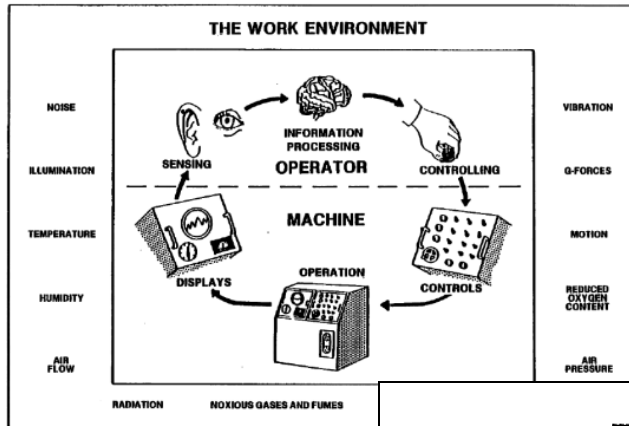 THE WORK ENVIRONMENT
NOISE
VIBRATION
INFORMATION
PROCESSING
SENSING
OPERATOR
CONTROLLING
ILLUMINATION
G-FORCES
MACHINE
TEMPERATURE
MOTION
OPERATION
DISPLAYS
CONTROLS
HUMIDITY
REDUCED
OXYGEN
CONTENT
AIR
FLOW
AIR
PRESSURE
RADIATION
NOXIOUS GASES AND FUMES